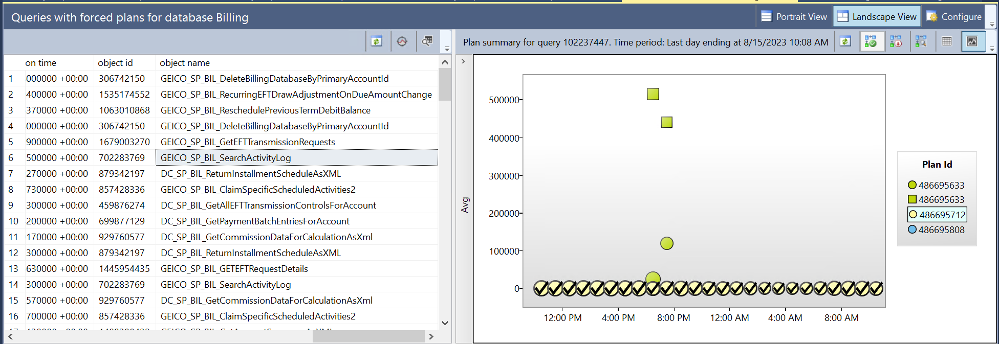 Queries with forced plans for database Billing
Portrait View
Landscape View
Configure
Plan summary for query 102237447. Time period: Last day ending at 8/15/2023 10:08 AM
on time object id object name
1 000000 +00:00 306742150 GEICO_SP_BIL_DeleteBillingDatabaseByPrimaryAccountId
2 400000 +00:00 1535174552 GEICO_SP_BIL_RecurringEFTDrawAdjustmentOnDueAmountChange
3 370000 +00:00 1063010868 GEICO_SP_BIL_ReschedulePreviousTermDebitBalance
4 000000 +00:00 306742150 GEICO_SP_BIL_DeleteBillingDatabaseByPrimaryAccountId
5 900000 +00:00 1679003270 GEICO_SP_BIL_GetEFTTransmissionRequests
6 500000 +00:00 702283769 GEICO_SP_BIL_SearchActivityLog
7 270000 +00:00 879342197 DC_SP_BIL_ReturnInstallmentScheduleAsXML
8 730000 +00:00 857428336 GEICO_SP_BIL_ClaimSpecificScheduledActivities2
9 300000 +00:00 459876274 DC_SP_BIL_GetAllEFTTransmissionControlsForAccount
10 200000 +00:00 699877129 DC_SP_BIL_GetPaymentBatchEntriesForAccount
11 170000 +00:00 929760577 DC_SP_BIL_GetCommissionDataForCalculationAsXml
12 300000 +00:00 879342197 DC_SP_BIL_ReturnInstallmentScheduleAsXML
13 630000 +00:00 1445954435 GEICO_SP_BIL_GETEFTRequestDetails
14 300000 +00:00 702283769 GEICO_SP_BIL_SearchActivityLog
15 570000 +00:00 929760577 DC_SP_BIL_GetCommissionDataForCalculationAsXml
16 700000 +00:00 857428336 GEICO_SP_BIL_ClaimSpecificScheduledActivities2
Avg
500000
400000
300000
200000
100000
0
12:00 PM 4:00 PM 8:00 PM 12:00 AM 4:00 AM 8:00 AM
Plan Id
486695633
486695633
486695712
486695808